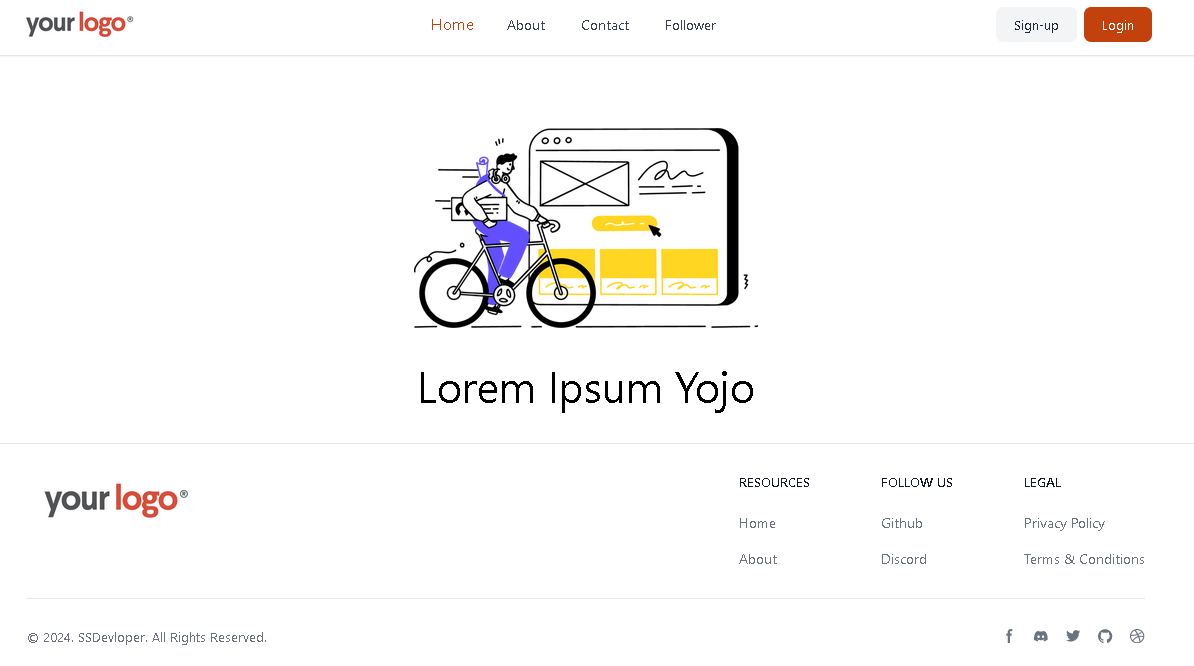 your logo®
Home About Contact Follower
Sign-up Login
Lorem Ipsum Yojo
your logo®
RESOURCES
Home
About
FOLLOW US
Github
Discord
LEGAL
Privacy Policy
Terms & Conditions
© 2024. SSDevloper. All Rights Reserved.